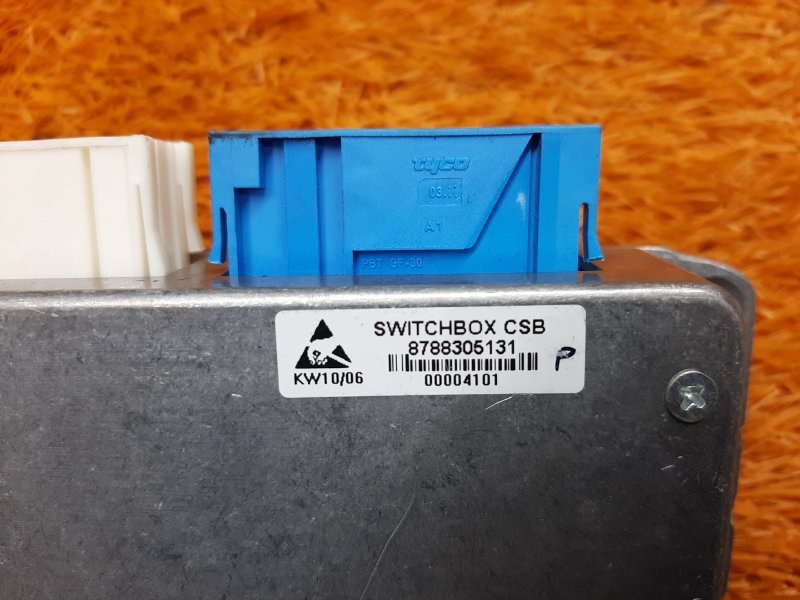 tyco
03.
A1
PBT GF-30
SWITCHBOX CSB
8788305131
KW10/06
00004101
P